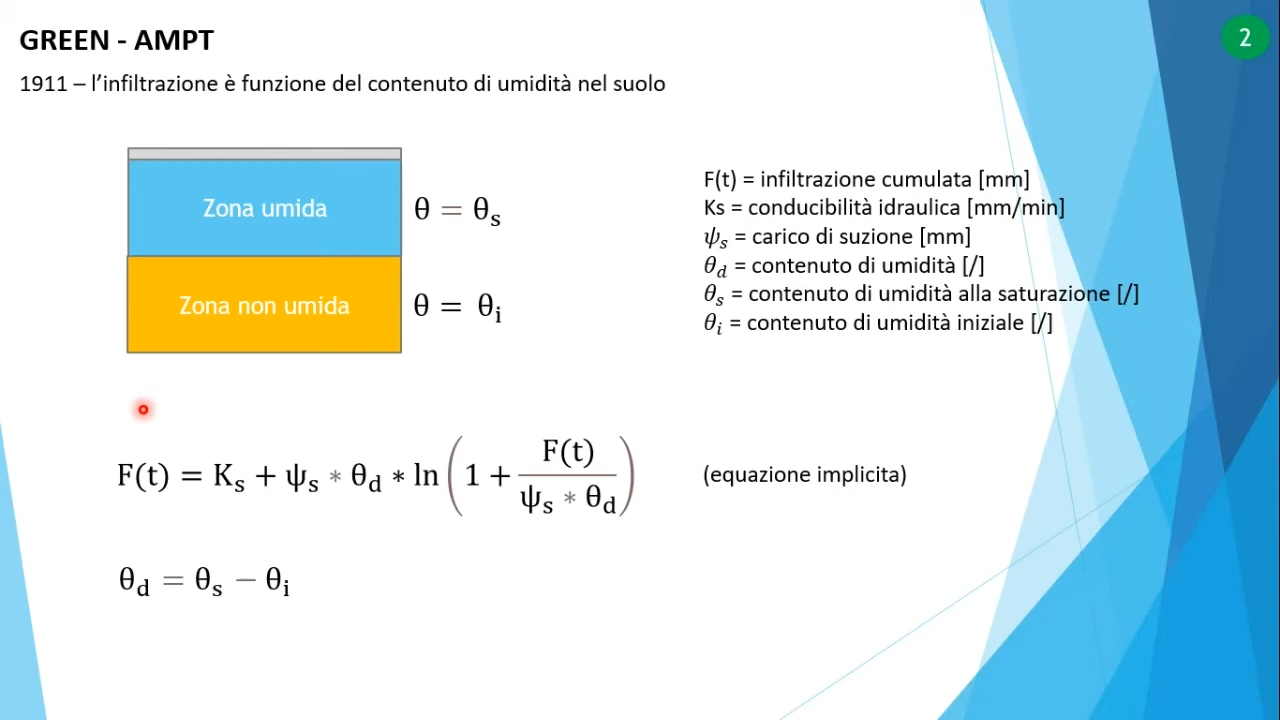 GREEN - AMPT
2
1911 – l’infiltrazione è funzione del contenuto di umidità nel suolo
Zona umida
θ = θs
Zona non umida
θ = θi
F(t) = infiltrazione cumulata [mm]
Ks = conducibilità idraulica [mm/min]
ψs = carico di suzione [mm]
θd = contenuto di umidità [/]
θs = contenuto di umidità alla saturazione [/]
θi = contenuto di umidità iniziale [/]
F(t) = Ks + ψs * θd * ln(1 + F(t) / (ψs * θd))
(equazione implicita)
θd = θs − θi